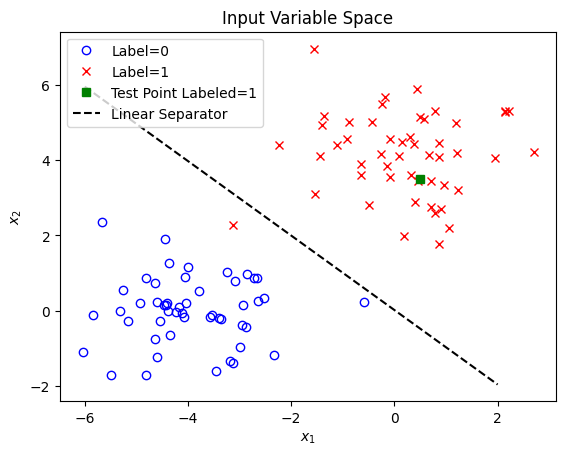 Input Variable Space
Label=0
Label=1
Test Point Labeled=1
Linear Separator
x₂
6
4
2
0
−2
−6
−4
−2
0
2
x₁